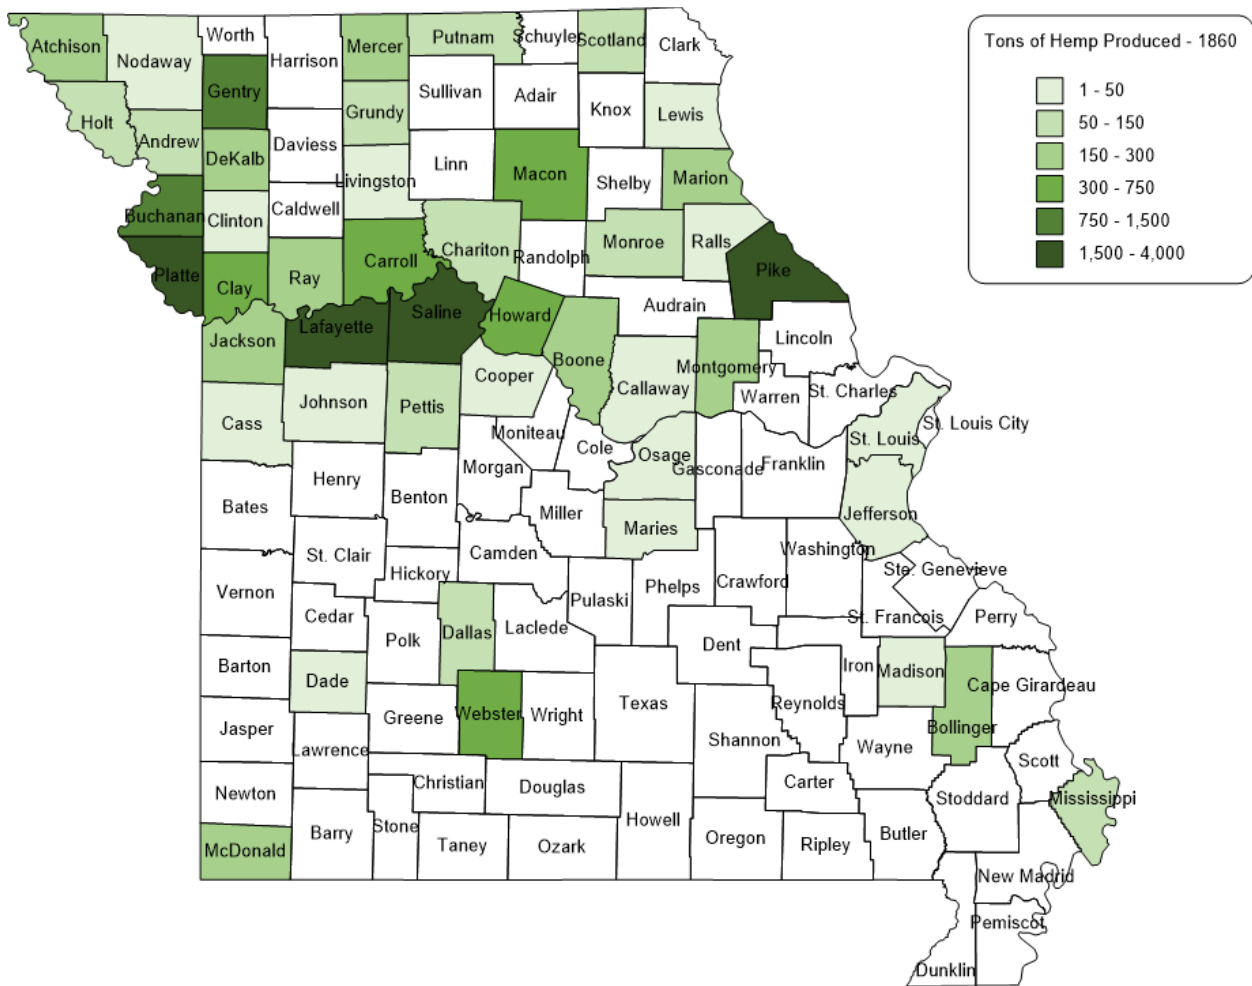 Tons of Hemp Produced - 1860
1 - 50
50 - 150
150 - 300
300 - 750
750 - 1,500
1,500 - 4,000
Atchison
Nodaway
Worth
Harrison
Mercer
Putnam
Schuyle
Scotland
Clark
Gentry
Sullivan
Adair
Knox
Lewis
Holt
Andrew
DeKalb
Daviess
Grundy
Linn
Macon
Shelby
Marion
Buchanan
Clinton
Caldwell
Livingston
Chariton
Randolph
Monroe
Ralls
Pike
Platte
Clay
Ray
Carroll
Audrain
Lincoln
Jackson
Lafayette
Saline
Howard
Boone
Callaway
Montgomery
Warren
St. Charles
St. Louis City
St. Louis
Cass
Johnson
Pettis
Cooper
Moniteau
Cole
Osage
Gasconade
Franklin
Jefferson
Bates
Henry
Benton
Morgan
Miller
Maries
Washington
Ste. Genevieve
Vernon
St. Clair
Hickory
Camden
Pulaski
Phelps
Crawford
St. Francois
Perry
Cedar
Polk
Dallas
Laclede
Dent
Iron
Madison
Cape Girardeau
Bollinger
Barton
Dade
Greene
Webster
Wright
Texas
Reynolds
Shannon
Wayne
Scott
Mississippi
Jasper
Lawrence
Christian
Douglas
Howell
Carter
Stoddard
Newton
Barry
Stone
Taney
Ozark
Oregon
Ripley
Butler
New Madrid
McDonald
Pemiscot
Dunklin